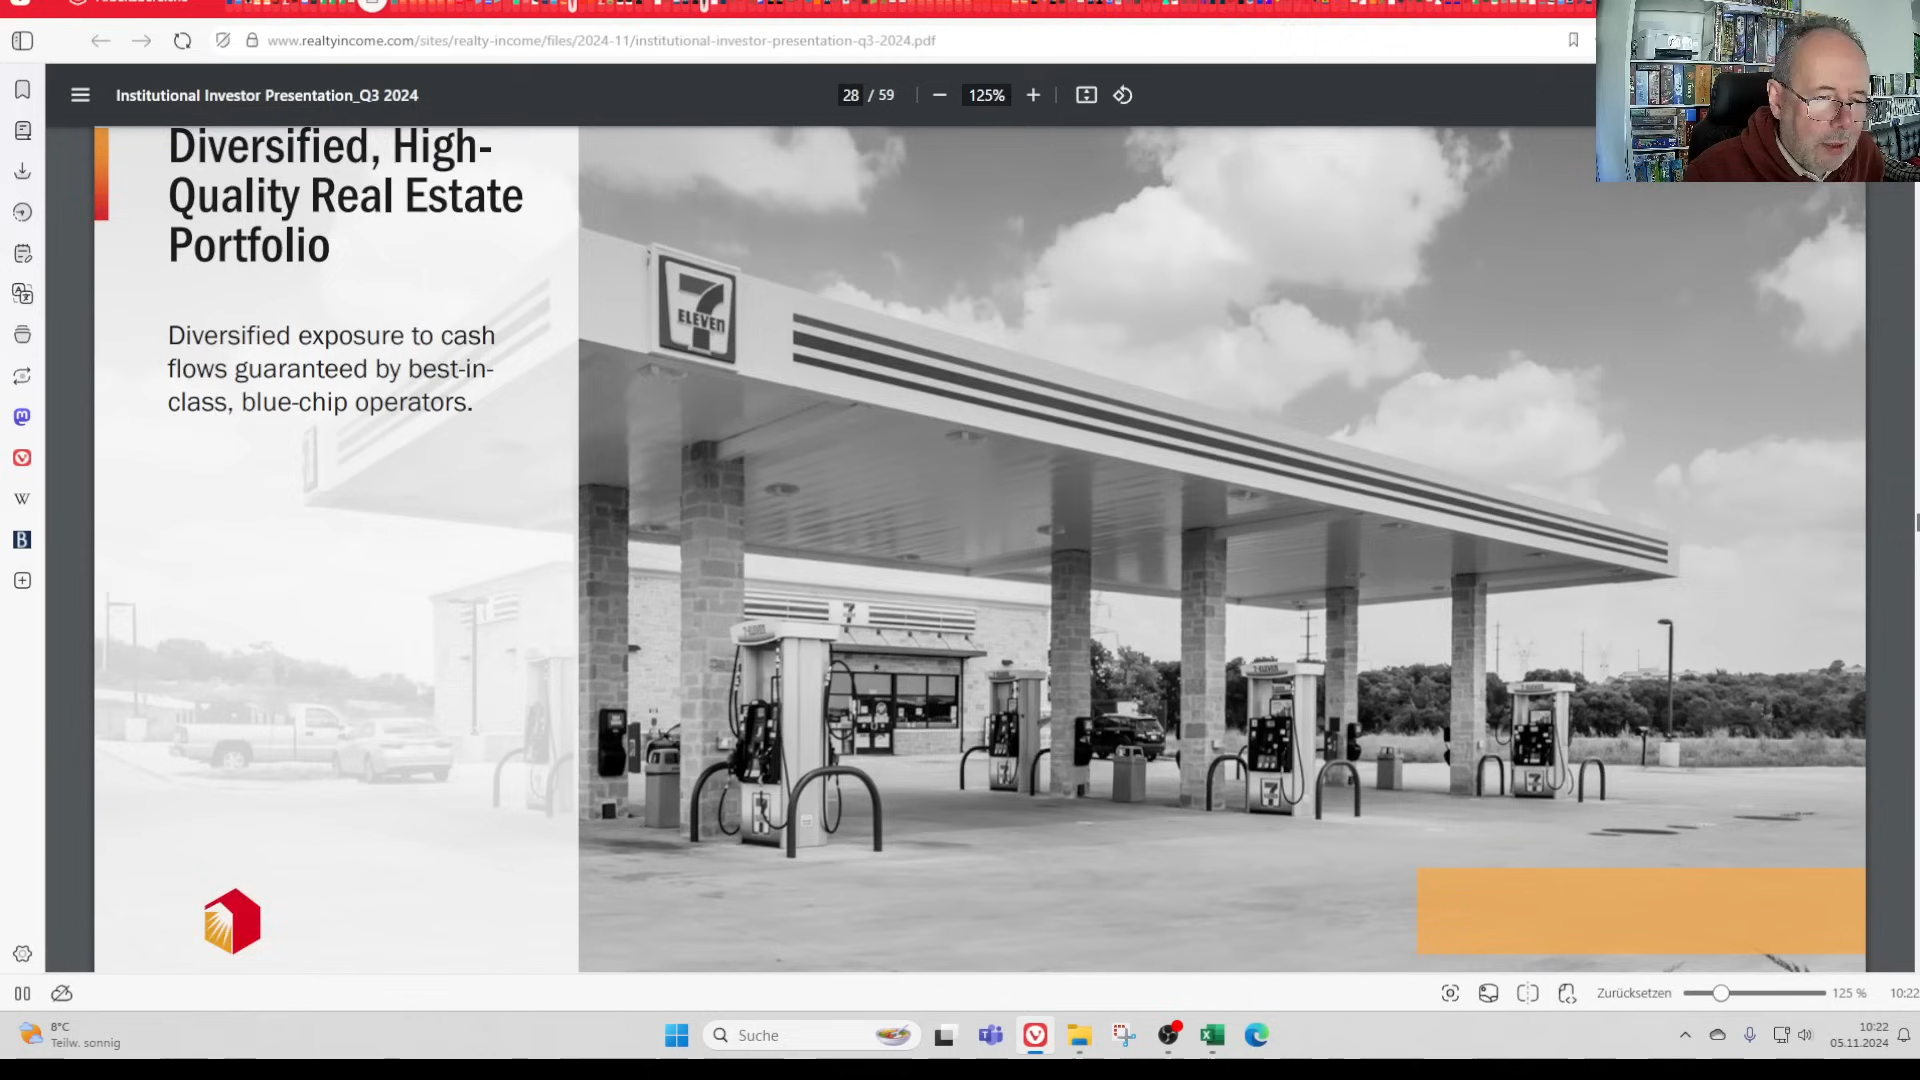 www.realtyincome.com/sites/realty-income/files/2024-11/institutional-investor-presentation-q3-2024.pdf
Institutional Investor Presentation_Q3 2024
28 / 59
125%
Diversified, High-
Quality Real Estate
Portfolio
Diversified exposure to cash
flows guaranteed by best-in-
class, blue-chip operators.
7
ELEVEN
Zurücksetzen
125 %
10:22
8°C
Teilw. sonnig
Suche
10:22
05.11.2024